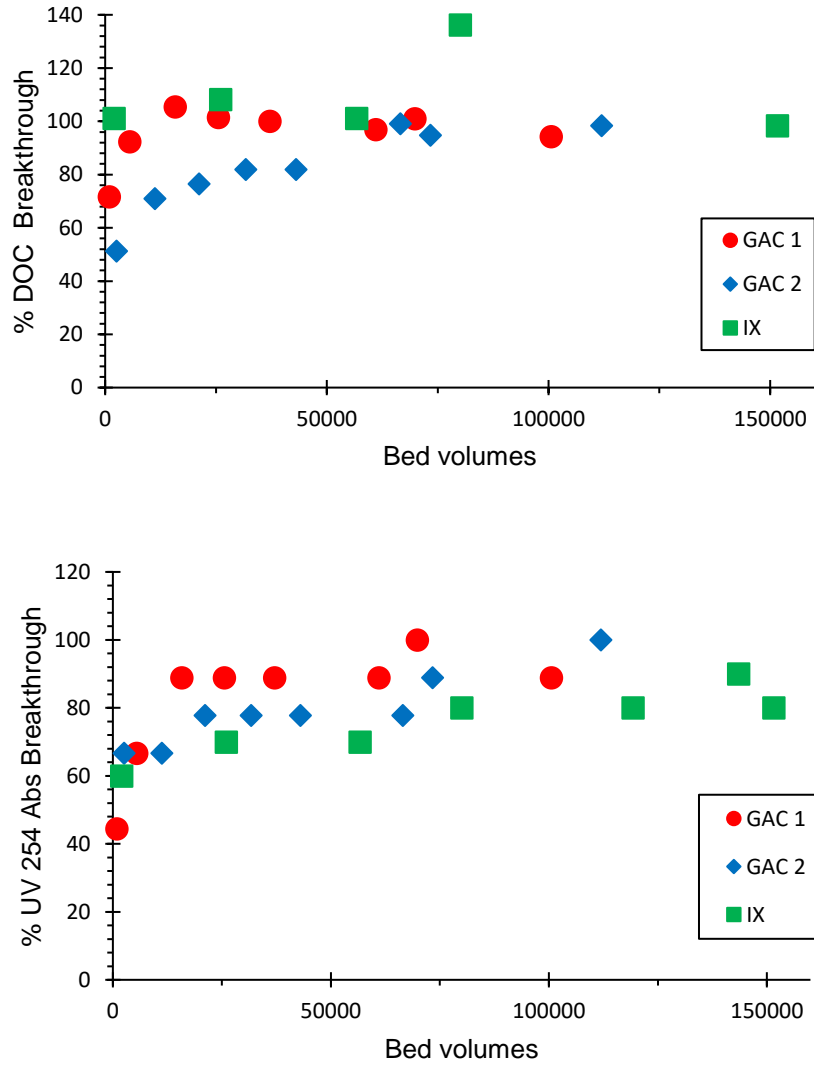 140
120
100
80
60
40
20
0
% DOC Breakthrough
0 50000 100000 150000
Bed volumes
GAC 1
GAC 2
IX
120
100
80
60
40
20
0
% UV 254 Abs Breakthrough
0 50000 100000 150000
Bed volumes
GAC 1
GAC 2
IX